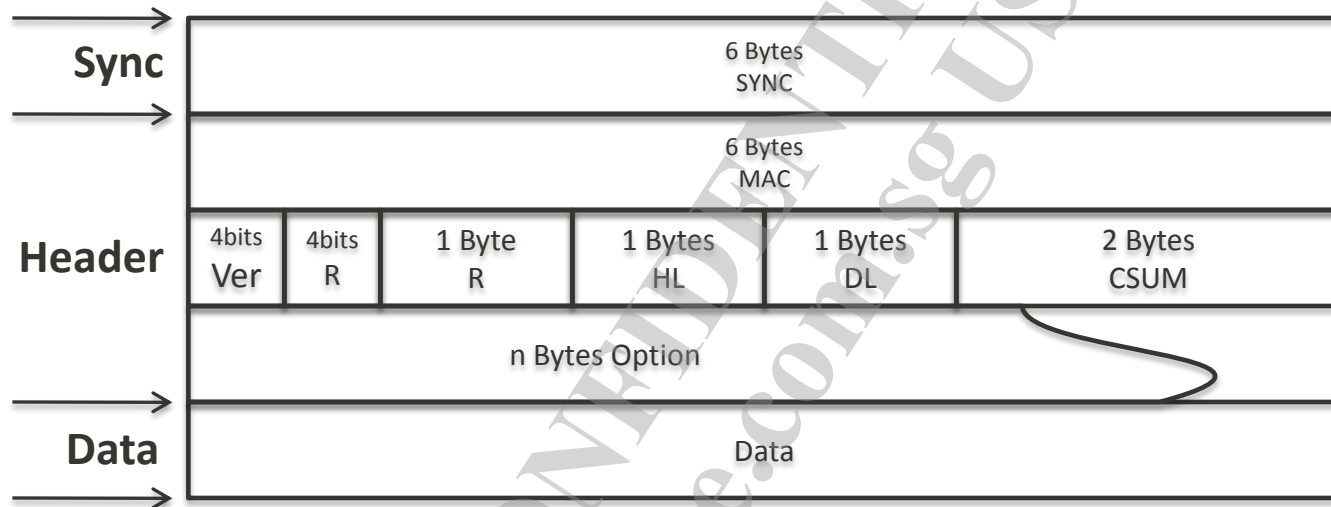 Sync
6 Bytes
SYNC
6 Bytes
MAC
Header
4bits
Ver
4bits
R
1 Byte
R
1 Bytes
HL
1 Bytes
DL
2 Bytes
CSUM
n Bytes Option
Data
Data